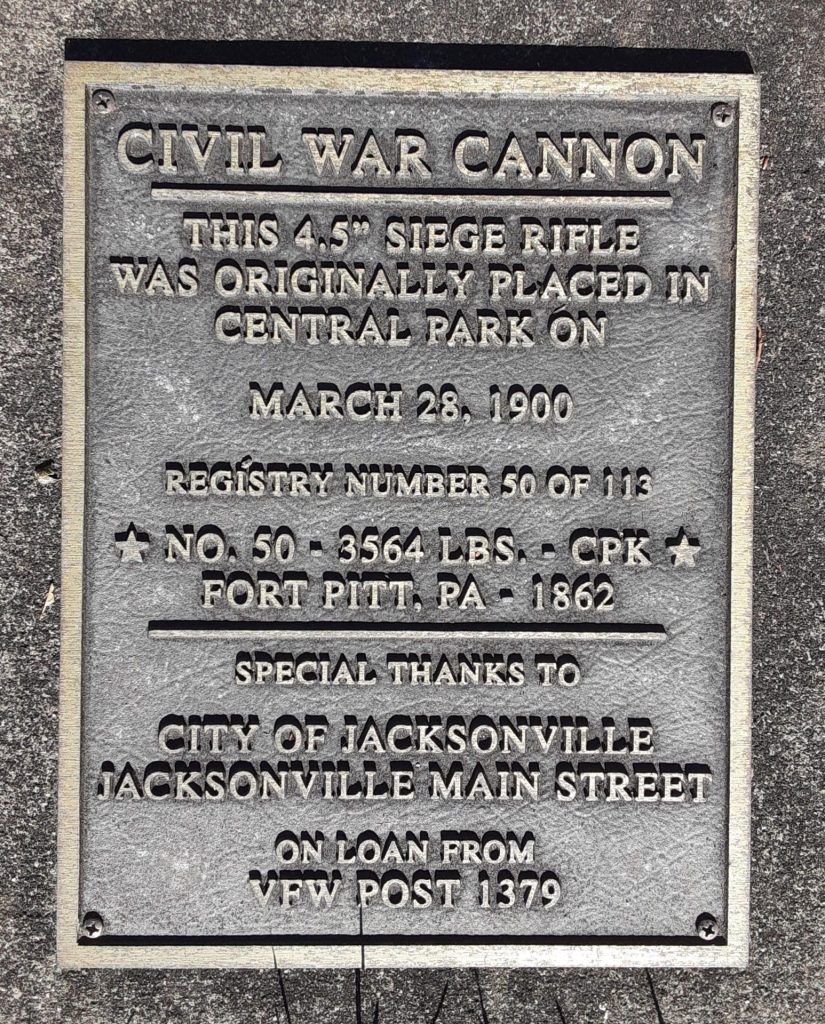 CIVIL WAR CANNON
THIS 4.5" SIEGE RIFLE
WAS ORIGINALLY PLACED IN
CENTRAL PARK ON
MARCH 28, 1900
REGISTRY NUMBER 50 OF 113
★ NO. 50 - 3564 LBS. - CPK ★
FORT PITT, PA - 1862
SPECIAL THANKS TO
CITY OF JACKSONVILLE
JACKSONVILLE MAIN STREET
ON LOAN FROM
VFW POST 1379